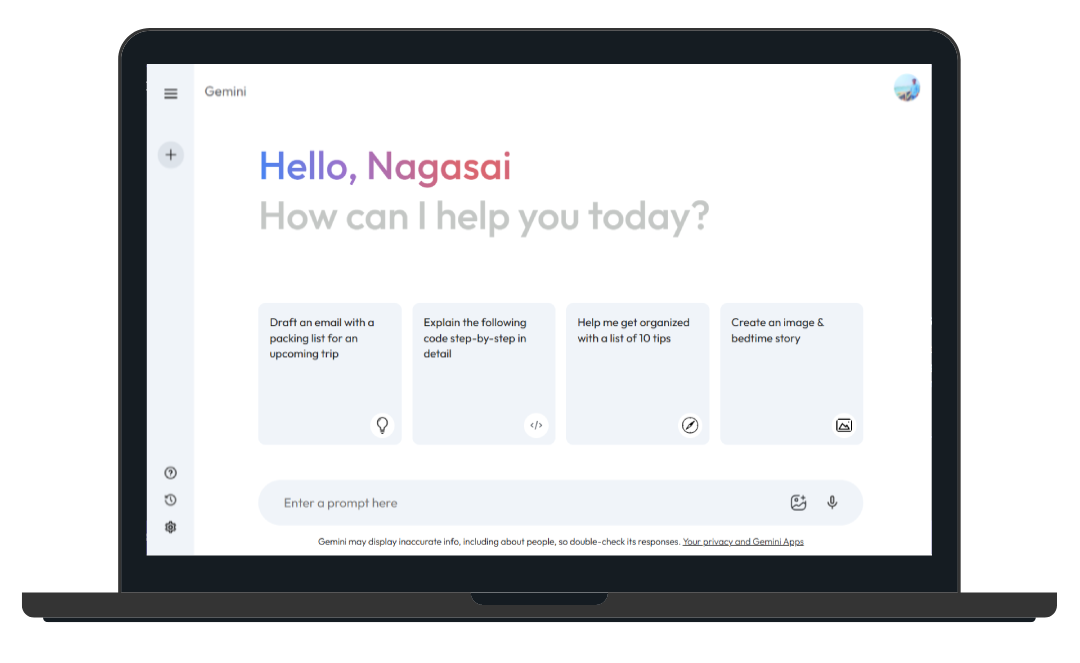 Gemini
Hello, Nagasai
How can I help you today?
Draft an email with a
packing list for an
upcoming trip
Explain the following
code step-by-step in
detail
Help me get organized
with a list of 10 tips
Create an image &
bedtime story
Enter a prompt here
Gemini may display inaccurate info, including about people, so double-check its responses. Your privacy and Gemini Apps